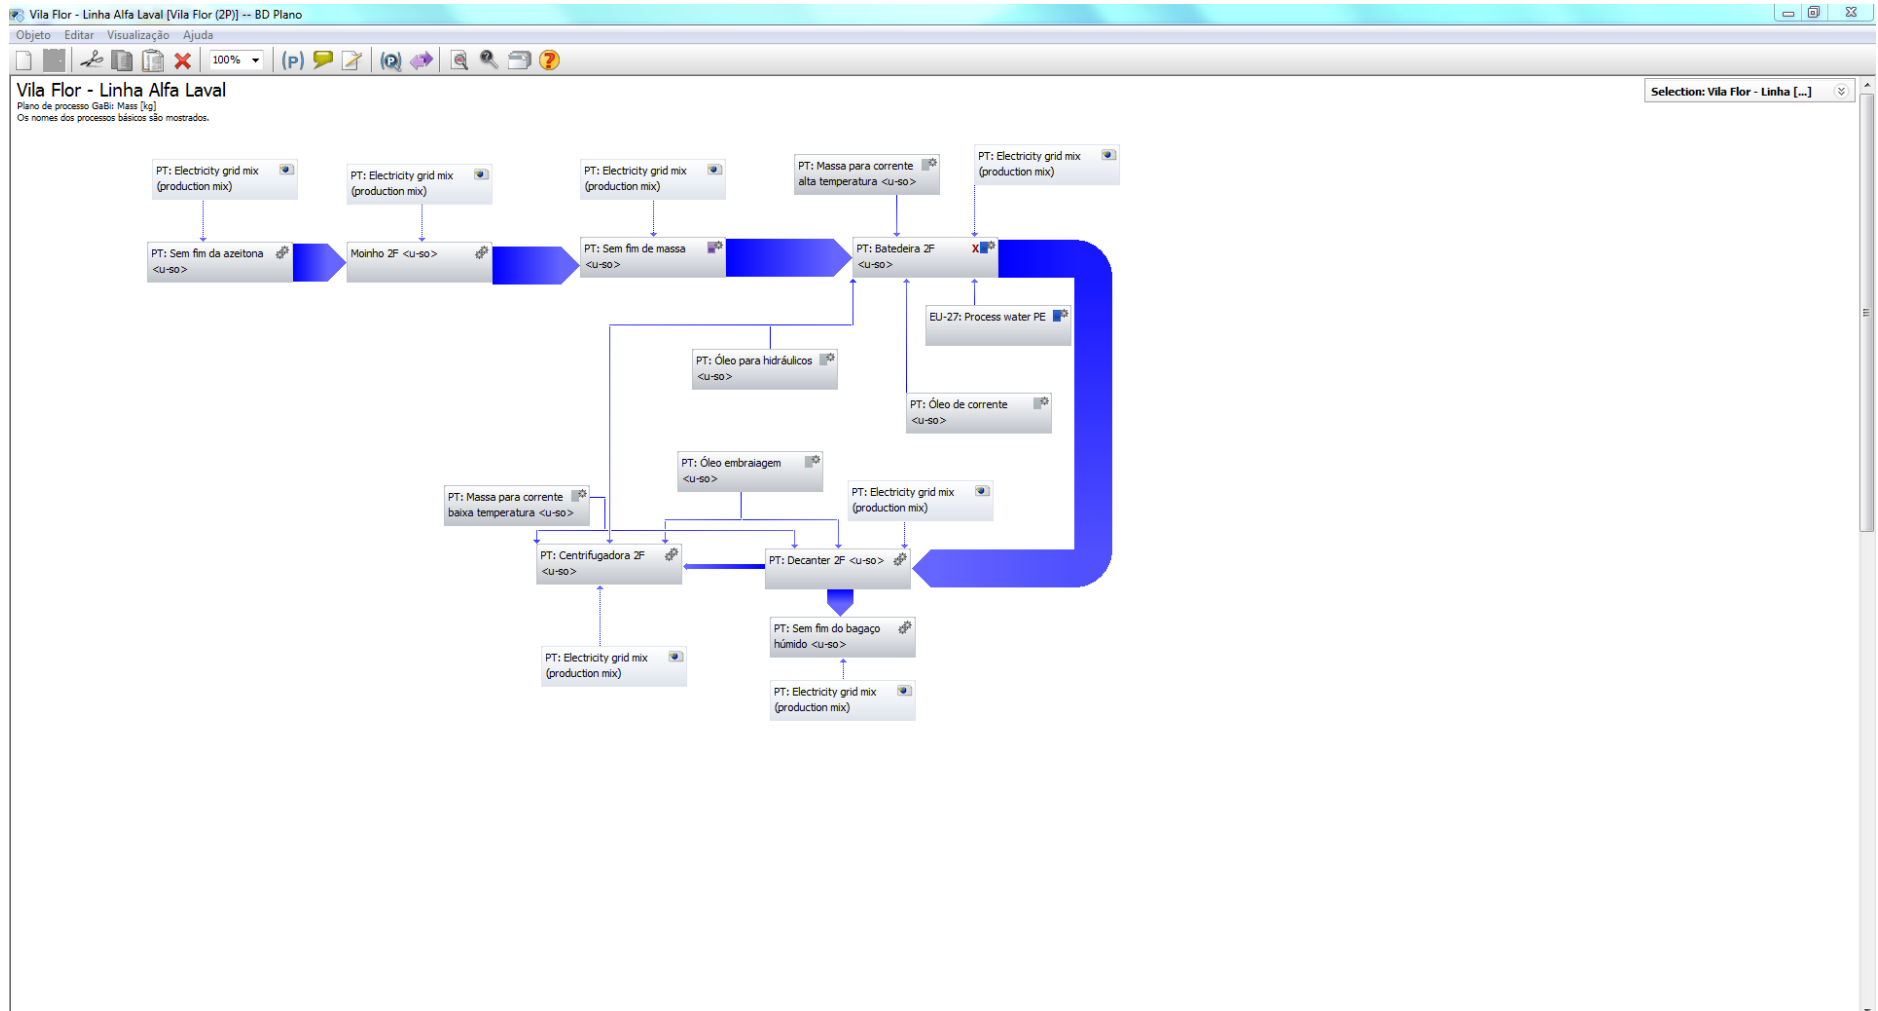 Vila Flor - Linha Alfa Laval [Vila Flor (2P)] -- BD Plano
Objeto Editar Visualização Ajuda
100% (P)
Vila Flor - Linha Alfa Laval
Plano de processo GaBi: Mass [kg]
Os nomes dos processos básicos são mostrados.
Selection: Vila Flor - Linha [...]
PT: Electricity grid mix
(production mix)
PT: Electricity grid mix
(production mix)
PT: Electricity grid mix
(production mix)
PT: Massa para corrente
alta temperatura <u-so>
PT: Electricity grid mix
(production mix)
PT: Sem fim da azeitona
<u-so>
Moinho 2F <u-so>
PT: Sem fim de massa
<u-so>
PT: Batedeira 2F X
<u-so>
EU-27: Process water PE
PT: Óleo para hidráulicos
<u-so>
PT: Óleo de corrente
<u-so>
PT: Óleo embraiagem
<u-so>
PT: Massa para corrente
baixa temperatura <u-so>
PT: Electricity grid mix
(production mix)
PT: Centrifugadora 2F
<u-so>
PT: Decanter 2F <u-so>
PT: Sem fim do bagaço
húmido <u-so>
PT: Electricity grid mix
(production mix)
PT: Electricity grid mix
(production mix)